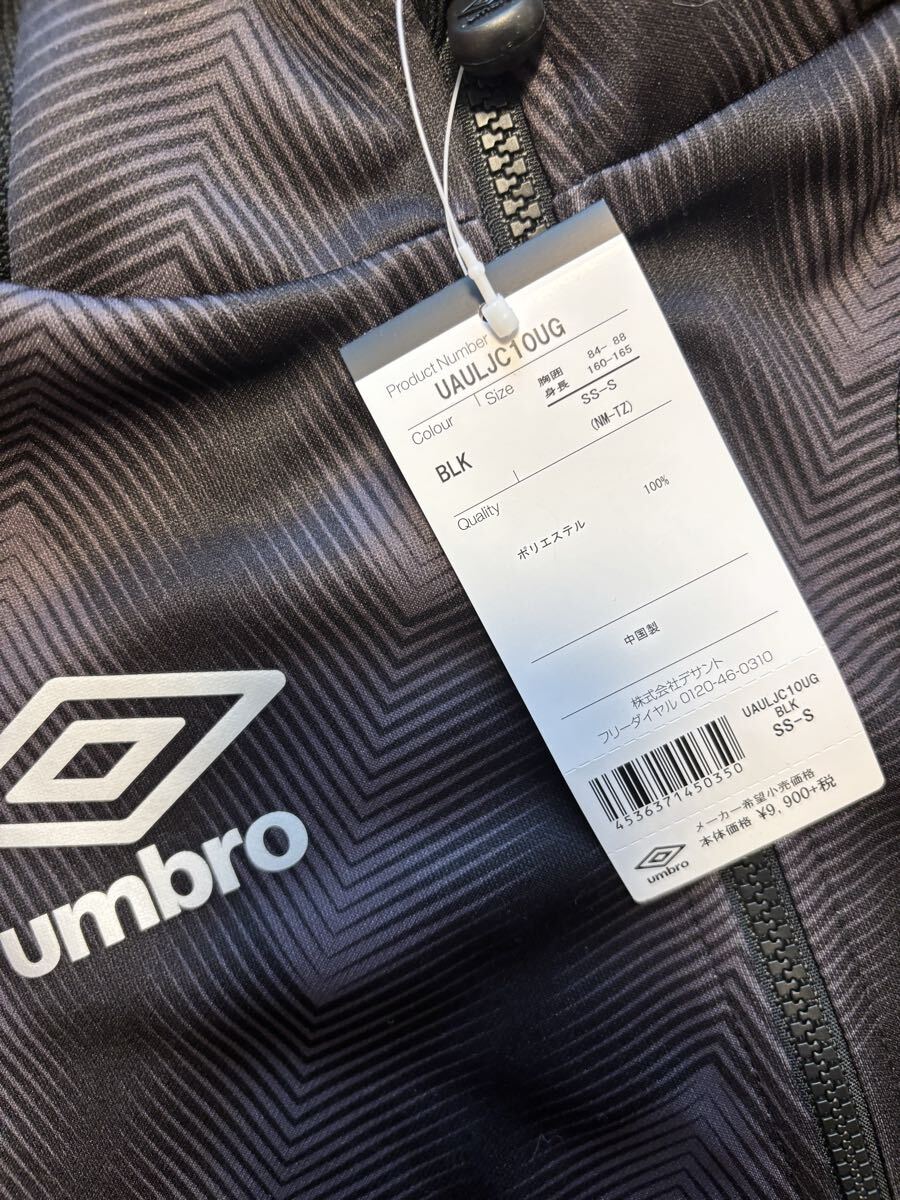 Product Number
UAULJC10UG
Colour
Size
胸囲 84- 88
身長 160-165
SS-S
(NM-TZ)
BLK
Quality
100%
ポリエステル
中国製
株式会社デサント
フリーダイヤル 0120-46-0310
UAULJC10UG
BLK
SS-S
4536371450350
メーカー希望小売価格
本体価格 ¥9,900+税
umbro
umbro